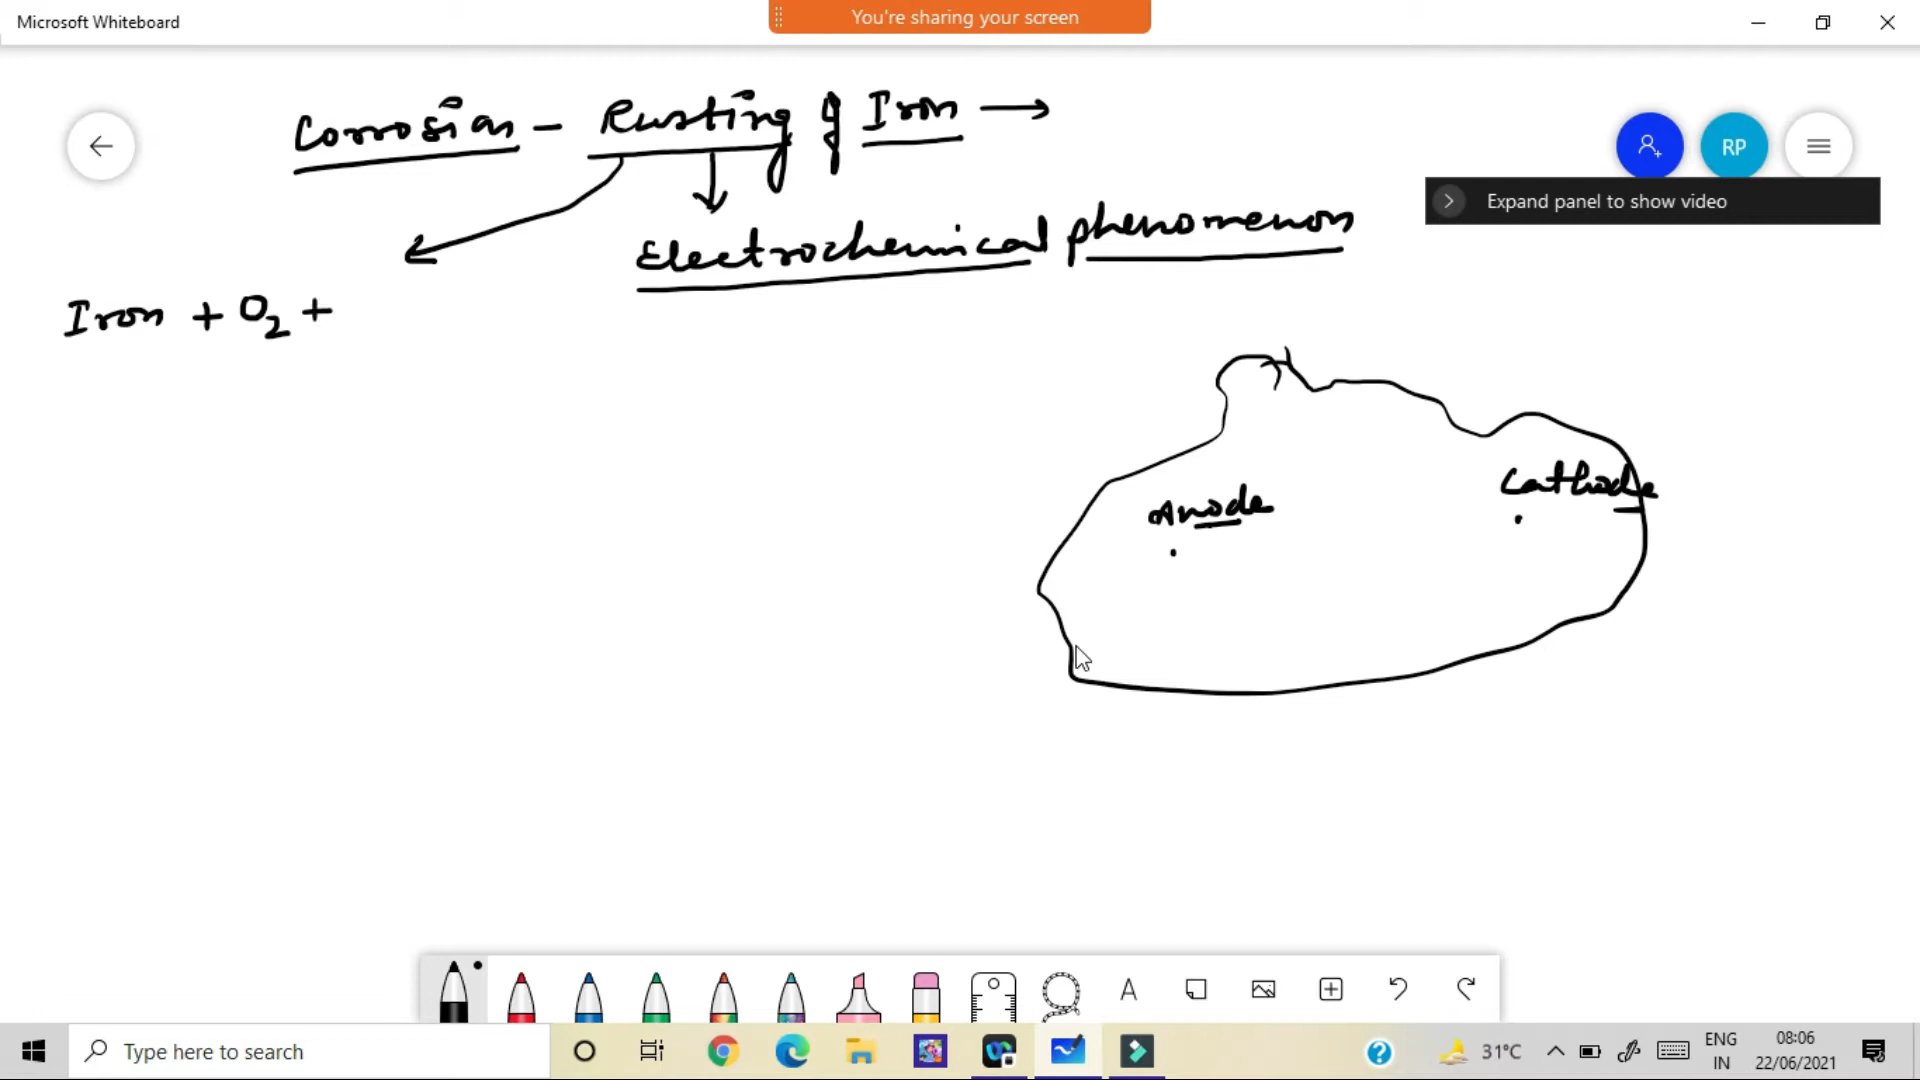 Microsoft Whiteboard
You're sharing your screen
Corrosion - Rusting of Iron →
RP
Expand panel to show video
Electrochemical phenomenon
Iron + O2 +
Anode
Cathode
A
Type here to search
31°C
ENG
IN
08:06
22/06/2021